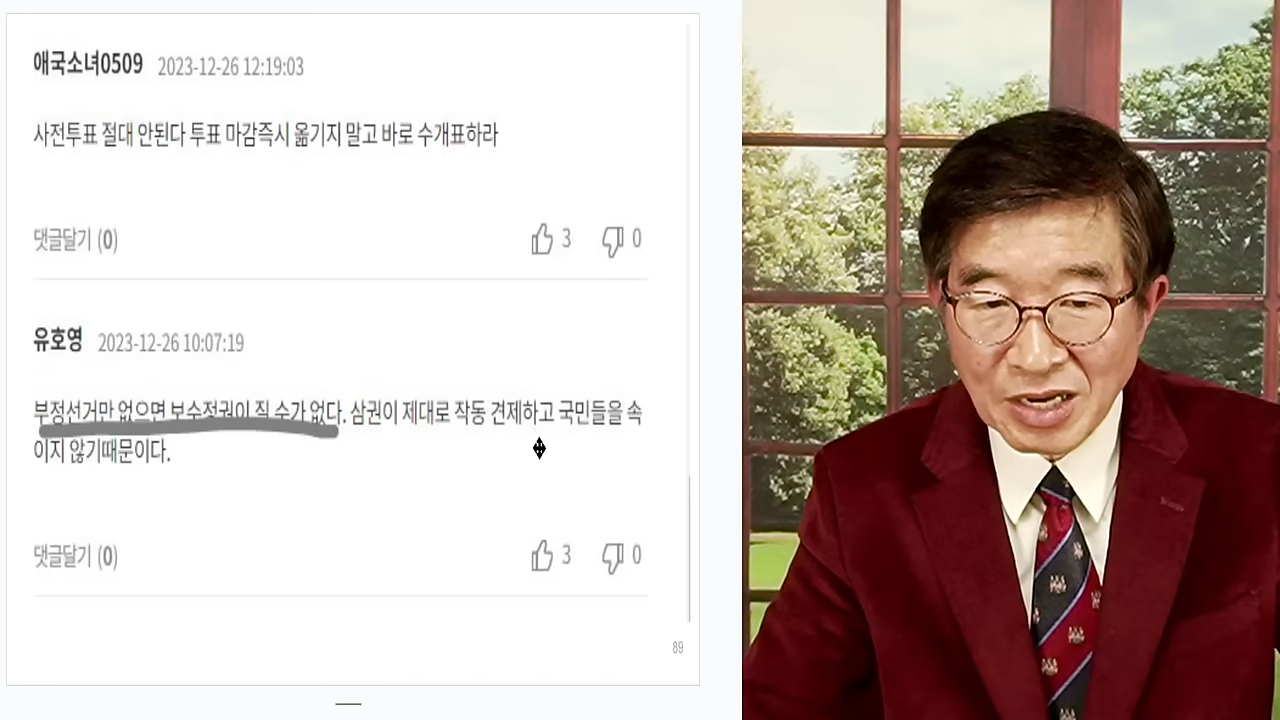 애국소녀0509 2023-12-26 12:19:03
사전투표 절대 안된다 투표 마감즉시 옮기지 말고 바로 수개표하라
댓글달기 (0) 3 0
유호영 2023-12-26 10:07:19
부정선거만 없으면 보수정권이 질 수가 없다. 삼권이 제대로 작동 견제하고 국민들을 속
이지 않기때문이다.
댓글달기 (0) 3 0
89